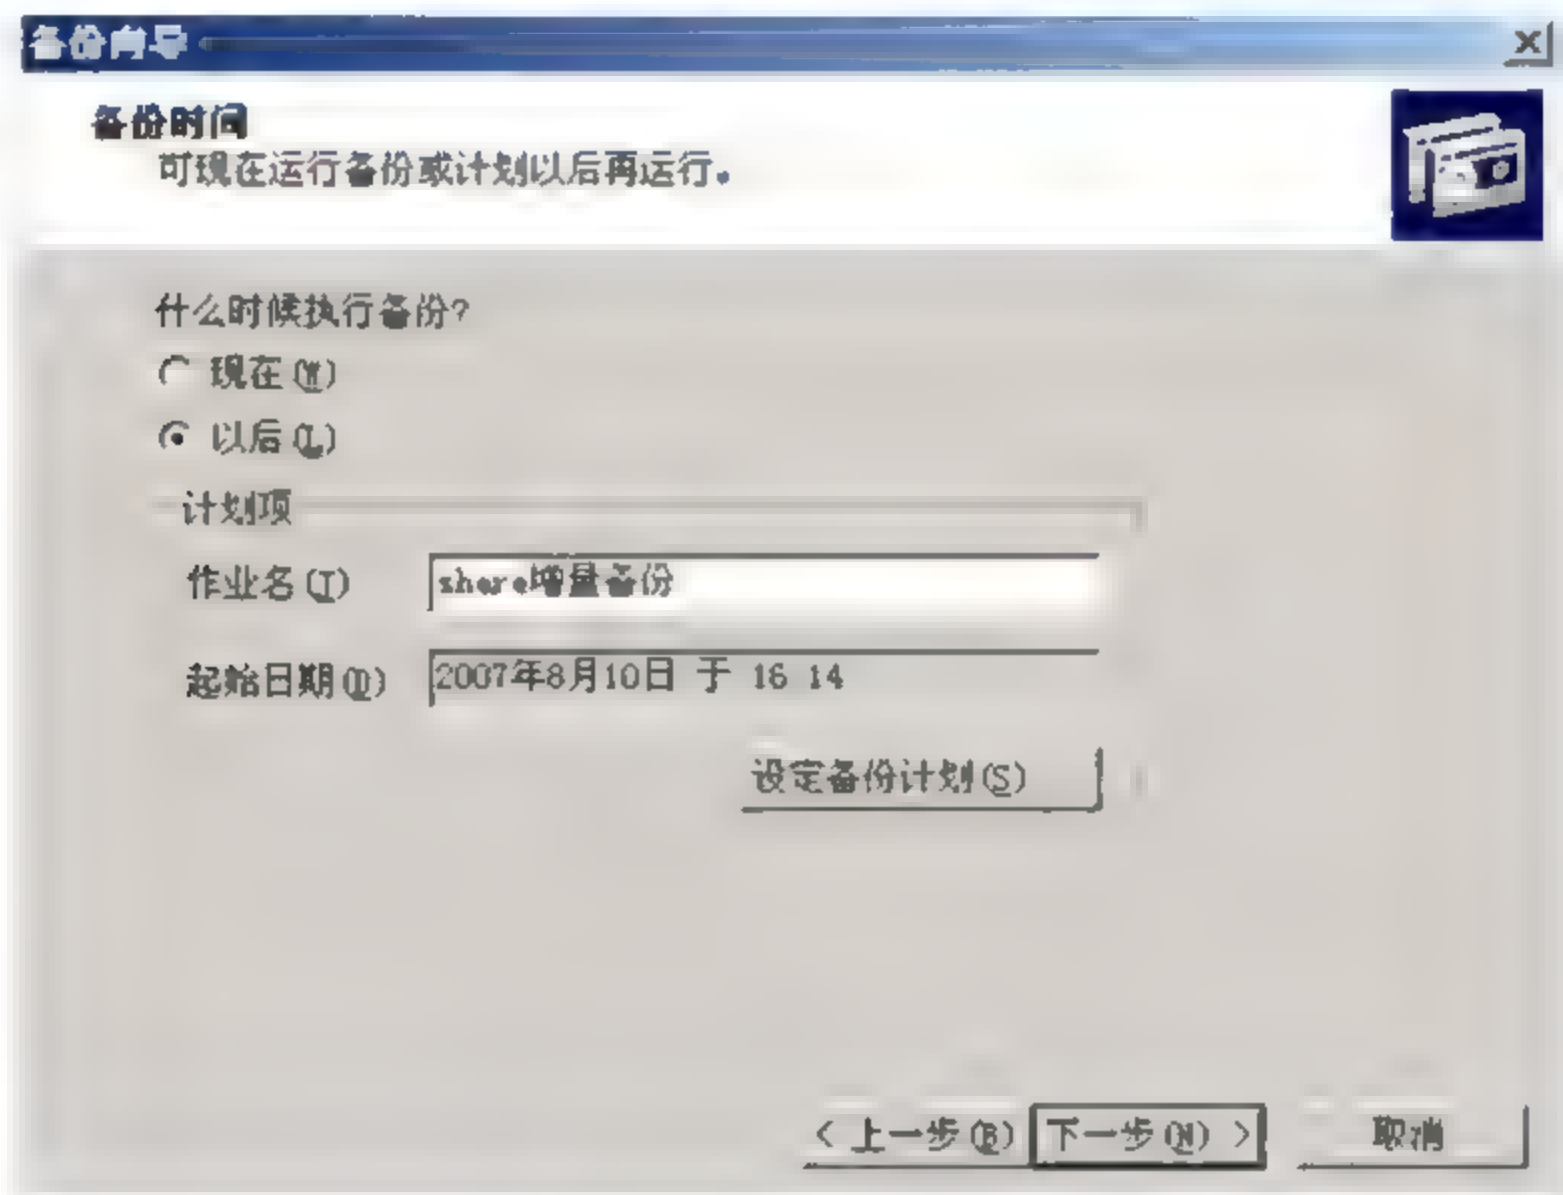 备份向导
备份时间
可现在运行备份或计划以后再运行。
什么时候执行备份?
现在(W)
以后(L)
计划项
作业名(J) share增量备份
起始日期(D) 2007年8月10日 于 16 14
设定备份计划(S)
< 上一步(B) 下一步(N) > 取消